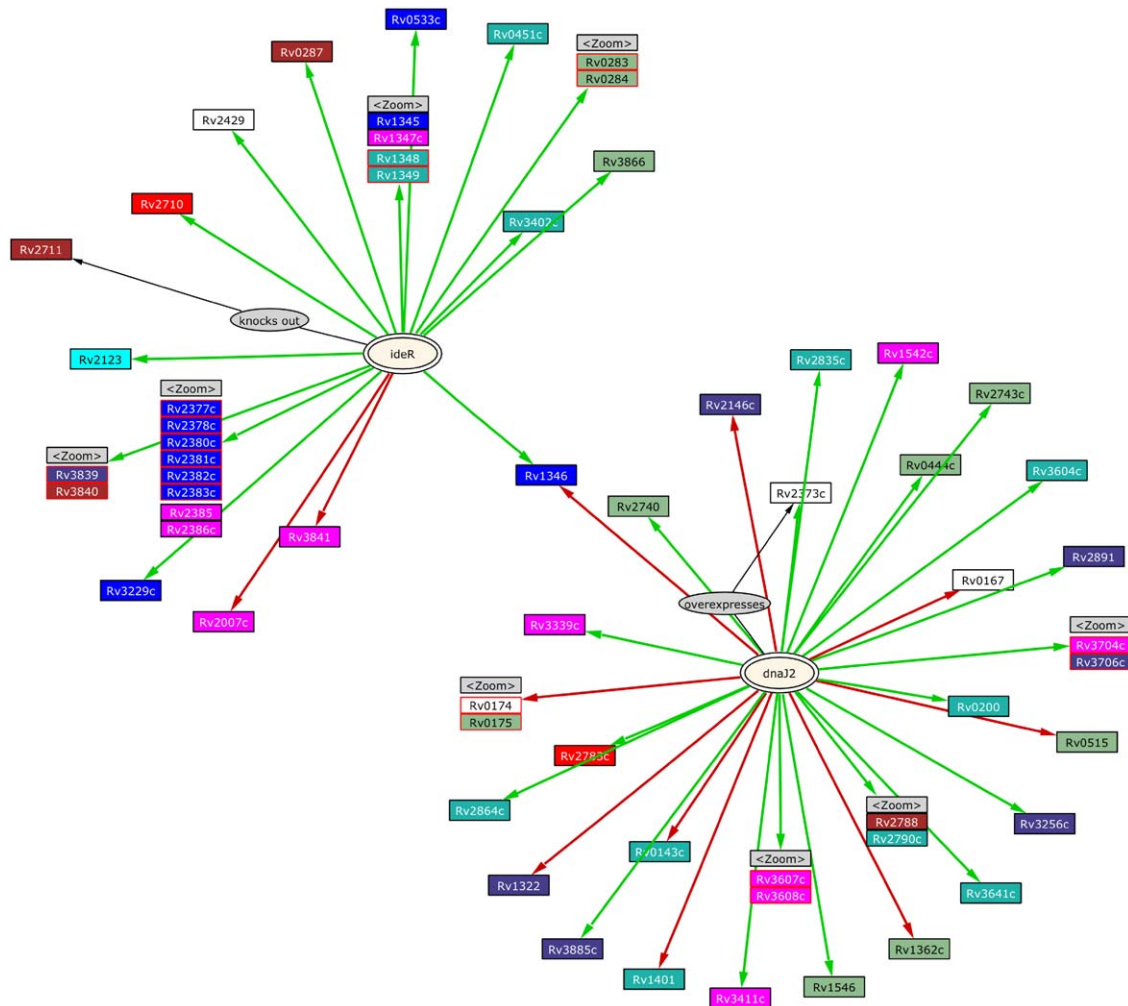 Rv0533c
Rv0451c
<Zoom>
Rv0283
Rv0284
Rv0287
<Zoom>
Rv1345
Rv1347c
Rv1348
Rv1349
Rv2429
Rv3866
Rv2710
Rv3402c
Rv2711
knocks out
ideR
Rv2123
<Zoom>
Rv2377c
Rv2378c
Rv2380c
Rv2381c
Rv2382c
Rv2383c
Rv2385
Rv2386c
<Zoom>
Rv3839
Rv3840
Rv3841
Rv3229c
Rv2007c
Rv1346
Rv2835c
Rv1542c
Rv2146c
Rv2743c
Rv0444c
Rv3604c
Rv2373c
Rv2740
Rv2891
Rv0167
overexpresses
Rv3339c
<Zoom>
Rv3704c
Rv3706c
dnaJ2
<Zoom>
Rv0174
Rv0175
Rv0200
Rv0515
Rv2783c
Rv2864c
<Zoom>
Rv2788
Rv2790c
Rv3256c
Rv0143c
<Zoom>
Rv3607c
Rv3608c
Rv1322
Rv3641c
Rv3885c
Rv1362c
Rv1401
Rv1546
Rv3411c